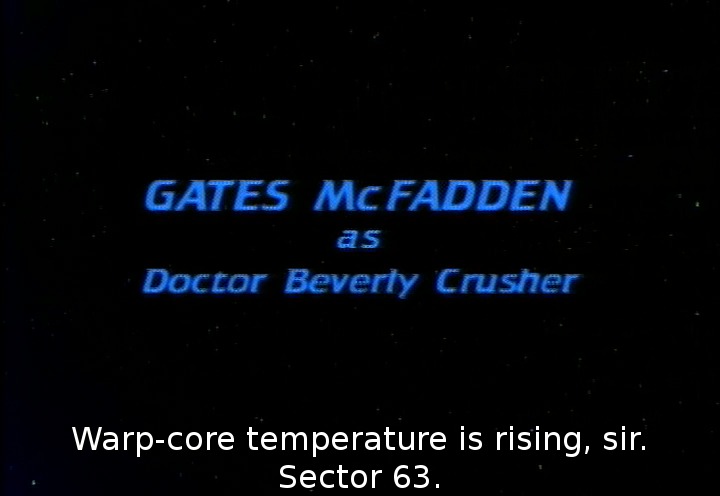 GATES McFADDEN
as
Doctor Beverly Crusher
Warp-core temperature is rising, sir.
Sector 63.